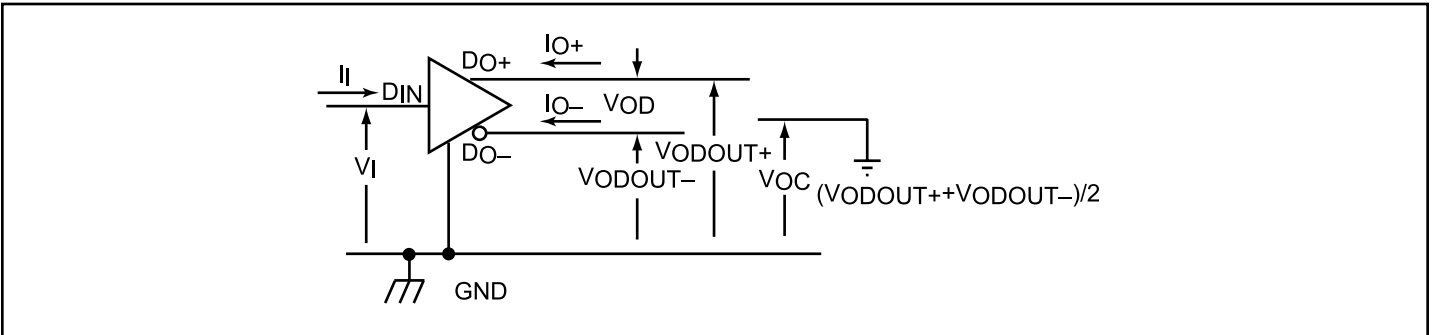 IO+
DO+
II
DIN
IO–
VOD
DO–
VI
VODOUT+
VODOUT–
VOC
(VODOUT++VODOUT–)/2
GND